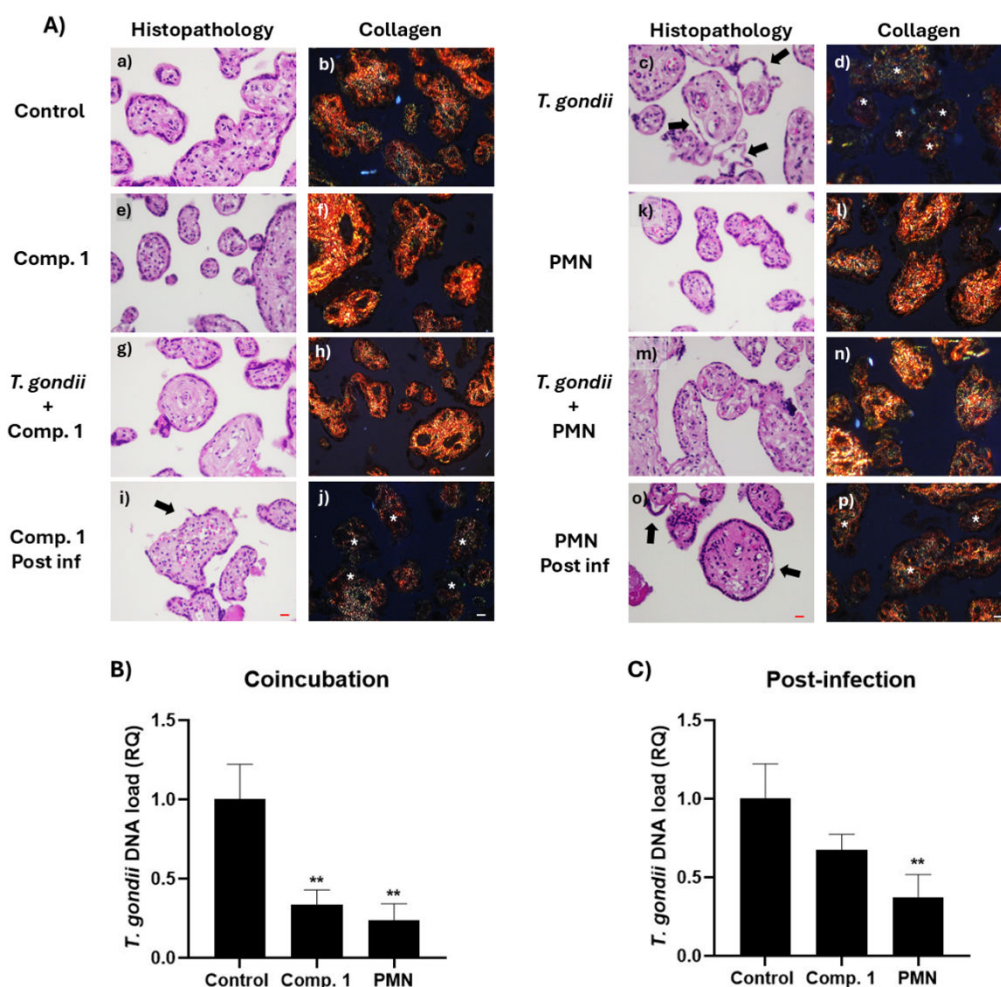 A)
Histopathology Collagen
Histopathology Collagen
Control
a)
b)
T. gondii
c)
d)
Comp. 1
e)
f)
PMN
k)
l)
T. gondii
+
Comp. 1
g)
h)
T. gondii
+
PMN
m)
n)
Comp. 1
Post inf
i)
j)
PMN
Post inf
o)
p)
B)
Coincubation
T. gondii DNA load (RQ)
1.5
1.0
0.5
0.0
**
**
Control Comp. 1 PMN
C)
Post-infection
T. gondii DNA load (RQ)
1.5
1.0
0.5
0.0
**
Control Comp. 1 PMN